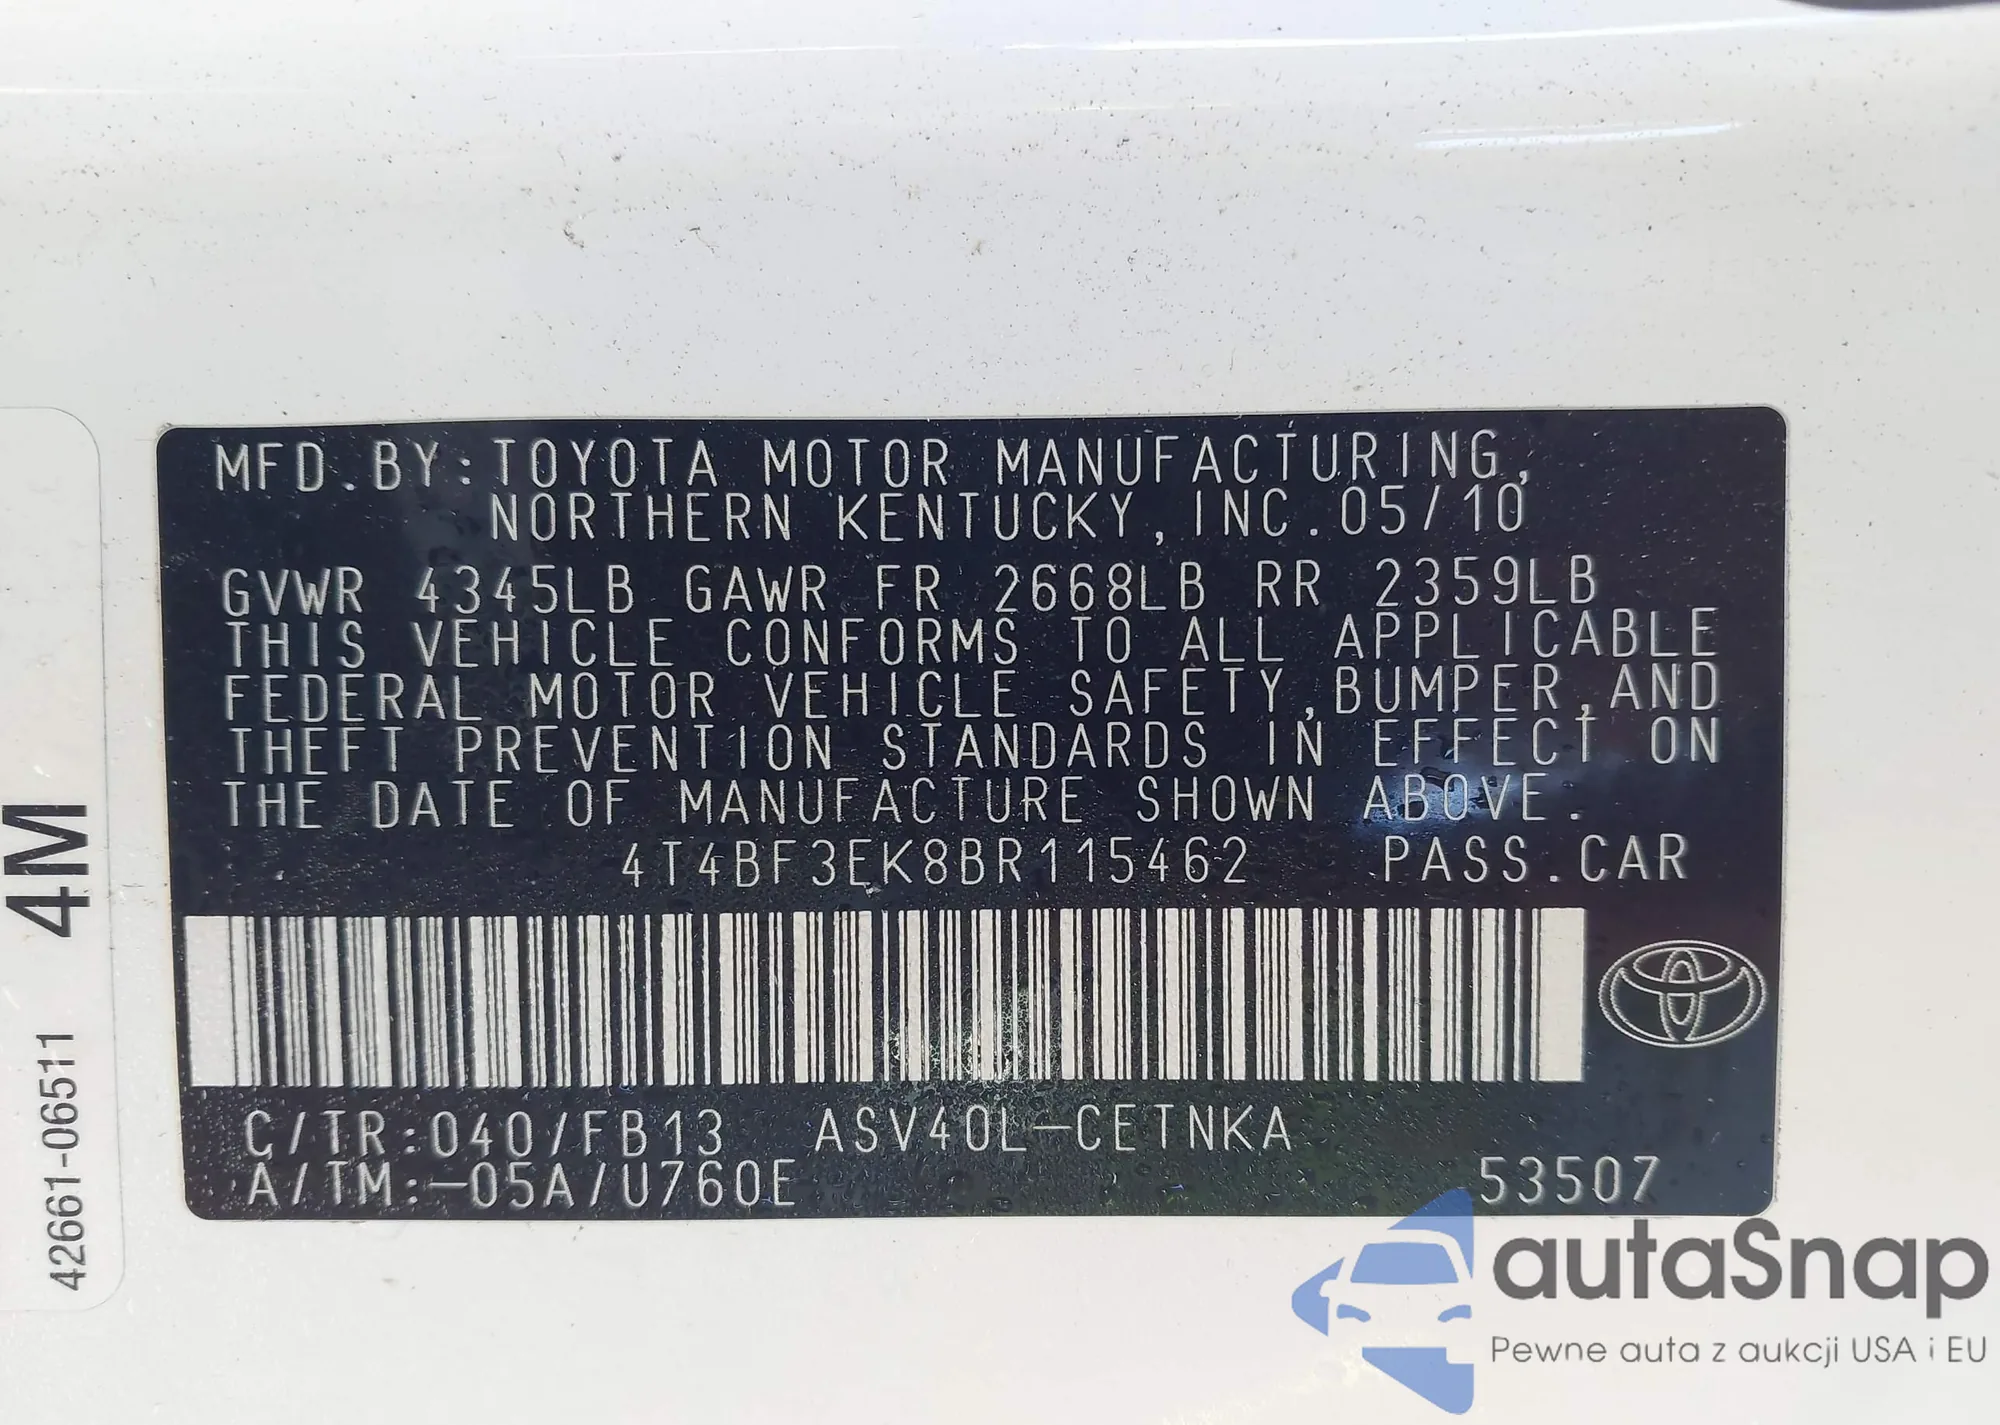 MFD.BY:TOYOTA MOTOR MANUFACTURING,
NORTHERN KENTUCKY,INC.05/10
GVWR 4345LB GAWR FR 2668LB RR 2359LB
THIS VEHICLE CONFORMS TO ALL APPLICABLE
FEDERAL MOTOR VEHICLE SAFETY,BUMPER,AND
THEFT PREVENTION STANDARDS IN EFFECT ON
THE DATE OF MANUFACTURE SHOWN ABOVE.
4T4BF3EK8BR115462 PASS.CAR
C/TR:040/FB13 ASV40L-CETNKA
A/TM:-05A/U760E 53507
42661-06511 4M
autaSnap
Pewne auta z aukcji USA i EU